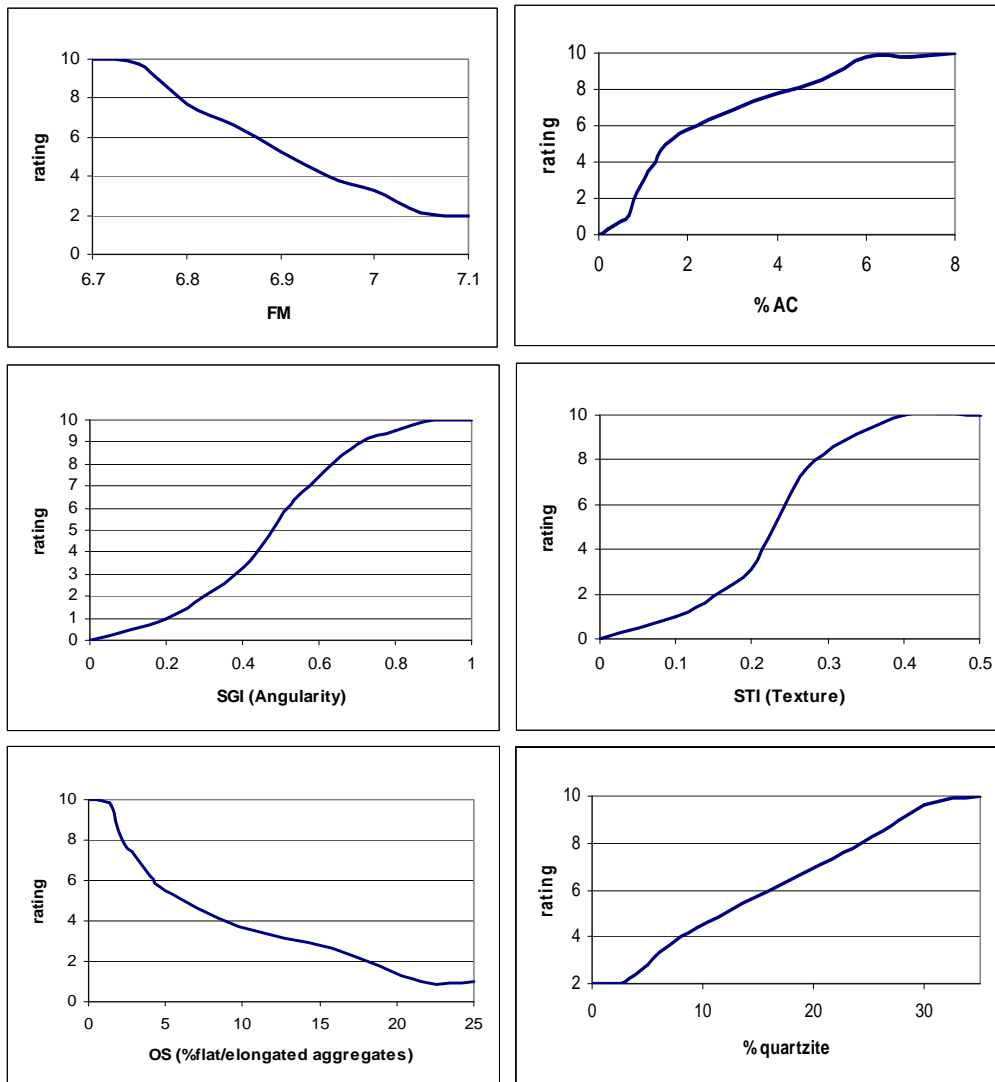 10
8
6
4
2
0
rating
6.7 6.8 6.9 7 7.1
FM
10
8
6
4
2
0
rating
0 2 4 6 8
% AC
10
9
8
7
6
5
4
3
2
1
0
rating
0 0.2 0.4 0.6 0.8 1
SGI (Angularity)
10
8
6
4
2
0
rating
0 0.1 0.2 0.3 0.4 0.5
STI (Texture)
10
8
6
4
2
0
rating
0 5 10 15 20 25
OS (%flat/elongated aggregates)
10
8
6
4
2
rating
0 10 20 30
% quartzite